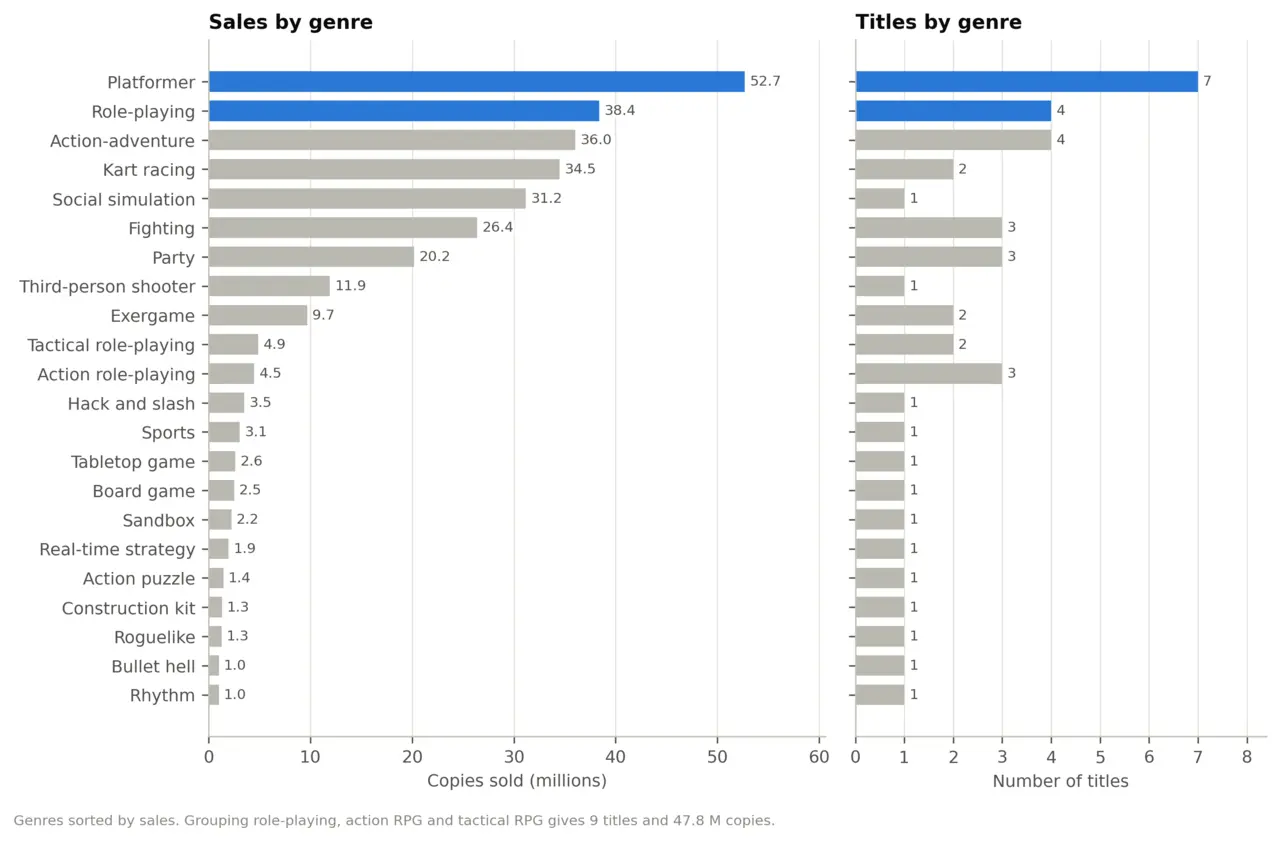 Sales by genre
Platformer 52.7
Role-playing 38.4
Action-adventure 36.0
Kart racing 34.5
Social simulation 31.2
Fighting 26.4
Party 20.2
Third-person shooter 11.9
Exergame 9.7
Tactical role-playing 4.9
Action role-playing 4.5
Hack and slash 3.5
Sports 3.1
Tabletop game 2.6
Board game 2.5
Sandbox 2.2
Real-time strategy 1.9
Action puzzle 1.4
Construction kit 1.3
Roguelike 1.3
Bullet hell 1.0
Rhythm 1.0
0 10 20 30 40 50 60
Copies sold (millions)
Titles by genre
7
4
4
2
1
3
3
1
2
2
3
1
1
1
1
1
1
1
1
1
1
1
0 1 2 3 4 5 6 7 8
Number of titles
Genres sorted by sales. Grouping role-playing, action RPG and tactical RPG gives 9 titles and 47.8 M copies.